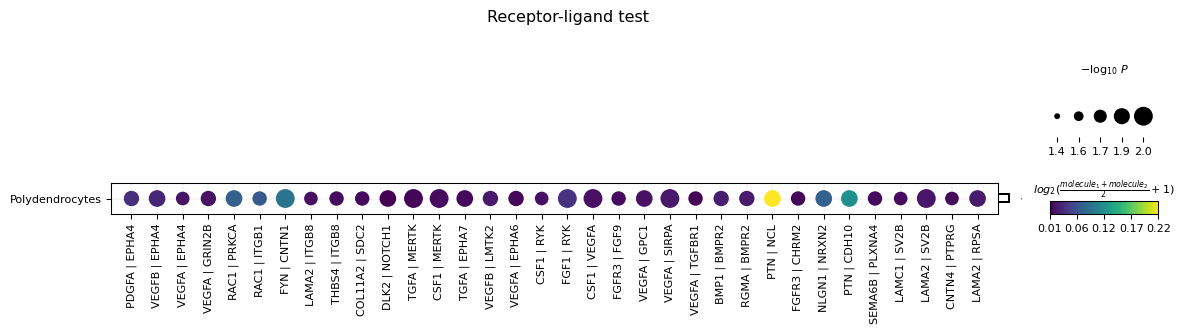 Receptor-ligand test
−log10 P
1.4 1.6 1.7 1.9 2.0
Polydendrocytes
log2(molecule1+molecule2/2 + 1)
0.01 0.06 0.12 0.17 0.22
PDGFA | EPHA4
VEGFB | EPHA4
VEGFA | EPHA4
VEGFA | GRIN2B
RAC1 | PRKCA
RAC1 | ITGB1
FYN | CNTN1
LAMA2 | ITGB8
THBS4 | ITGB8
COL11A2 | SDC2
DLK2 | NOTCH1
TGFA | MERTK
CSF1 | MERTK
TGFA | EPHA7
VEGFB | LMTK2
VEGFA | EPHA6
CSF1 | RYK
FGF1 | RYK
CSF1 | VEGFA
FGFR3 | FGF9
VEGFA | GPC1
VEGFA | SIRPA
VEGFA | TGFBR1
BMP1 | BMPR2
RGMA | BMPR2
PTN | NCL
FGFR3 | CHRM2
NLGN1 | NRXN2
PTN | CDH10
SEMA6B | PLXNA4
LAMC1 | SV2B
LAMA2 | SV2B
CNTN4 | PTPRG
LAMA2 | RPSA